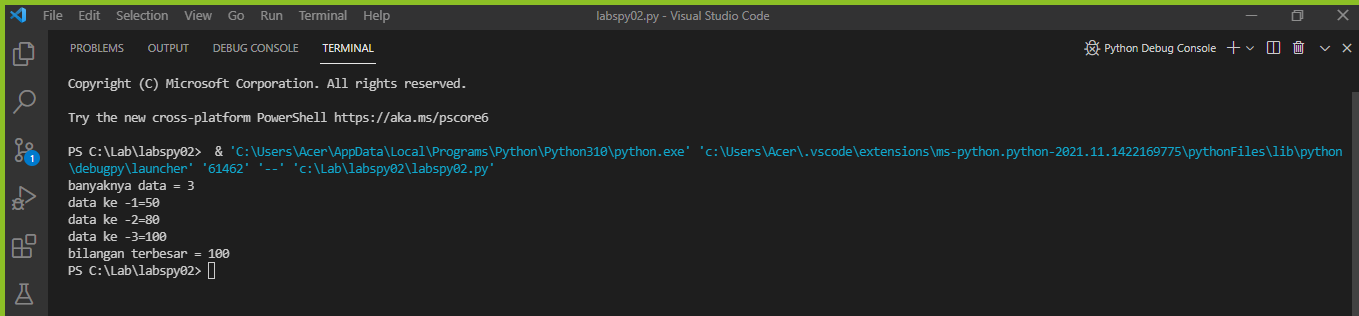 File Edit Selection View Go Run Terminal Help labspy02.py - Visual Studio Code
PROBLEMS OUTPUT DEBUG CONSOLE TERMINAL Python Debug Console
Copyright (C) Microsoft Corporation. All rights reserved.
Try the new cross-platform PowerShell https://aka.ms/pscore6
PS C:\Lab\labspy02>  & 'C:\Users\Acer\AppData\Local\Programs\Python\Python310\python.exe' 'c:\Users\Acer\.vscode\extensions\ms-python.python-2021.11.1422169775\pythonFiles\lib\python
\debugpy\launcher' '61462' '--' 'c:\Lab\labspy02\labspy02.py'
banyaknya data = 3
data ke -1=50
data ke -2=80
data ke -3=100
bilangan terbesar = 100
PS C:\Lab\labspy02>
1